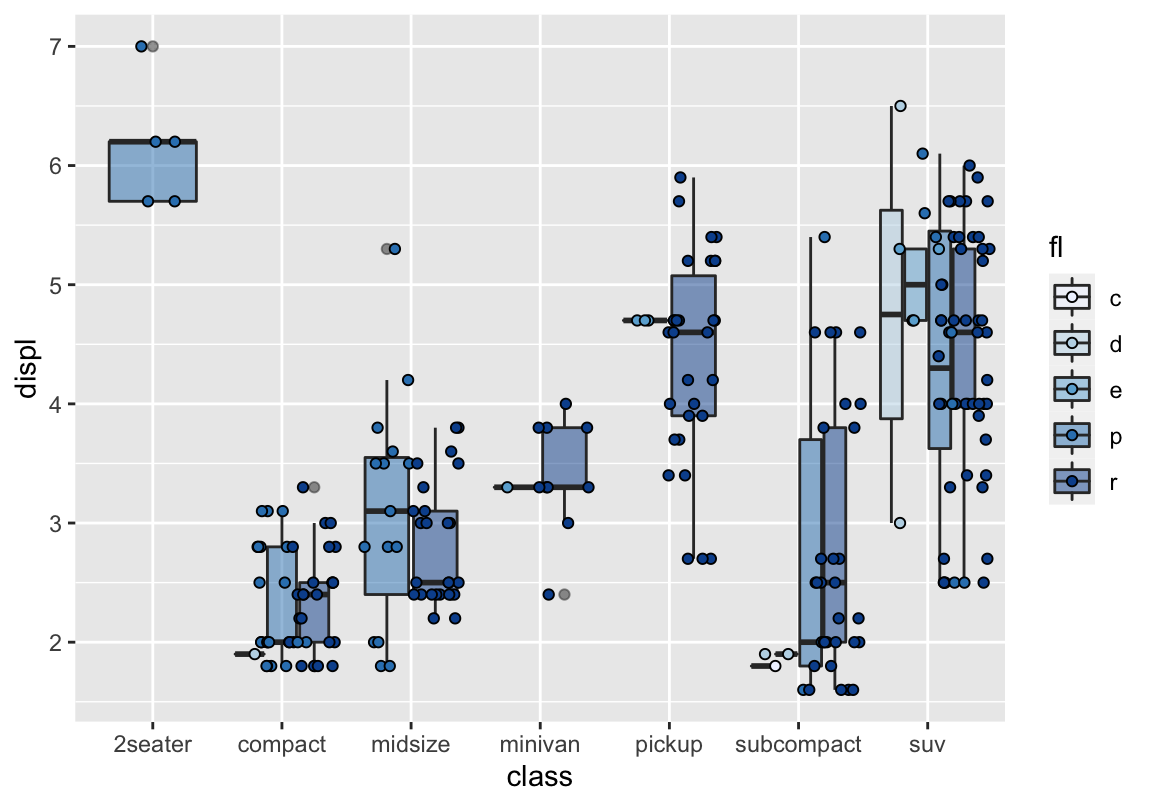 7
6
5
4
3
2
displ
2seater compact midsize minivan pickup subcompact suv
class
fl
c
d
e
p
r